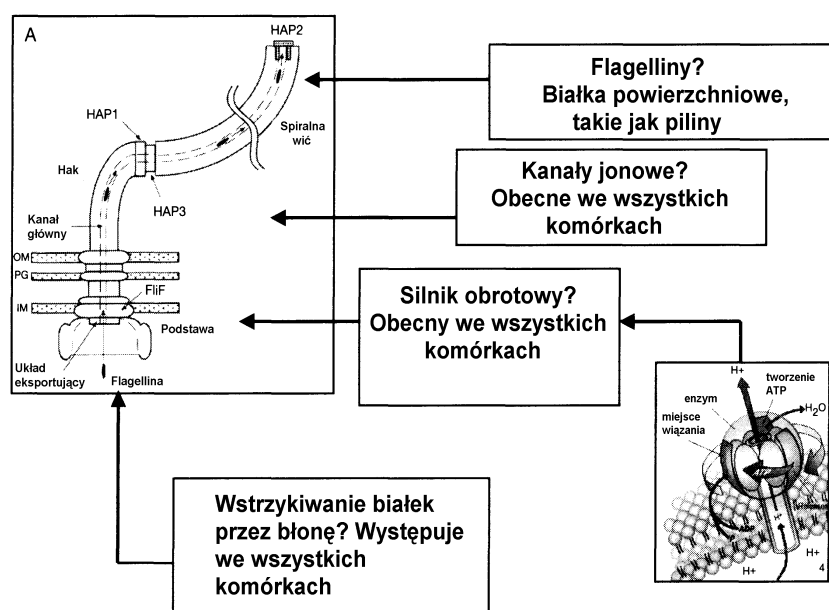 A
HAP2
HAP1
Spiralna
wić
Hak
HAP3
Kanał
główny
OM
PG
FliF
IM
Podstawa
Układ
eksportujący
Flagellina
Flagelliny?
Białka powierzchniowe,
takie jak piliny
Kanały jonowe?
Obecne we wszystkich
komórkach
Silnik obrotowy?
Obecny we wszystkich
komórkach
Wstrzykiwanie białek
przez błonę? Występuje
we wszystkich
komórkach
H+
tworzenie
ATP
enzym
H2O
miejsce
wiązania
ADP
P
H+
H+
H+
4